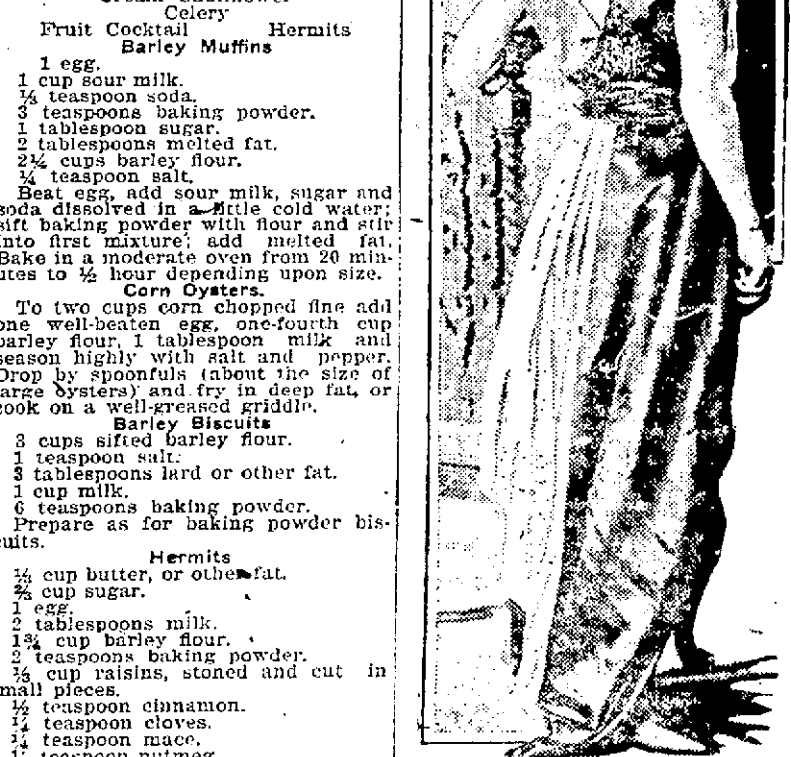 Celery
Fruit Cocktail Hermits
Barley Muffins
1 egg.
1 cup sour milk.
⅓ teaspoon soda.
3 teaspoons baking powder.
1 tablespoon sugar.
2 tablespoons melted fat.
2¼ cups barley flour.
¼ teaspoon salt.
Beat egg, add sour milk, sugar and
soda dissolved in a little cold water;
sift baking powder with flour and stir
into first mixture; add melted fat.
Bake in a moderate oven from 20 min-
utes to ½ hour depending upon size.
Corn Oysters.
To two cups corn chopped fine add
one well-beaten egg, one-fourth cup
barley flour, 1 tablespoon milk and
season highly with salt and pepper.
Drop by spoonfuls (about the size of
large oysters) and fry in deep fat, or
cook on a well-greased griddle.
Barley Biscuits
3 cups sifted barley flour.
1 teaspoon salt.
3 tablespoons lard or other fat.
1 cup milk.
6 teaspoons baking powder.
Prepare as for baking powder bis-
cuits.
Hermits
⅓ cup butter, or other fat.
⅔ cup sugar.
1 egg.
2 tablespoons milk.
1¾ cup barley flour.
2 teaspoons baking powder.
⅓ cup raisins, stoned and cut in
small pieces.
½ teaspoon cinnamon.
¼ teaspoon cloves.
¼ teaspoon mace.
teaspoon nutmeg